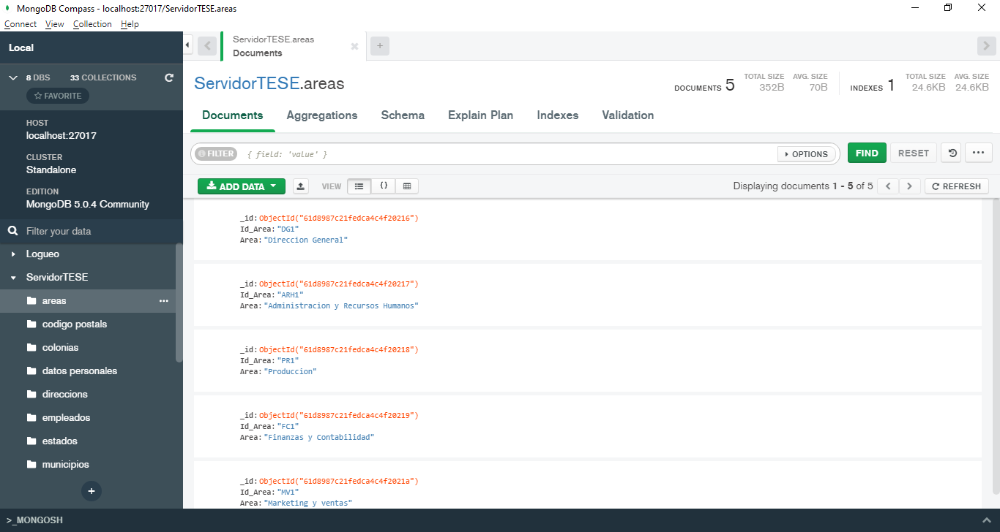 MongoDB Compass - localhost:27017/ServidorTESE.areas
Connect View Collection Help
Local
8 DBS 33 COLLECTIONS
FAVORITE
HOST
localhost:27017
CLUSTER
Standalone
EDITION
MongoDB 5.0.4 Community
Filter your data
Logueo
ServidorTESE
areas
codigo postals
colonias
datos personales
direccions
empleados
estados
municipios
+
ServidorTESE.areas
Documents
+
ServidorTESE.areas
DOCUMENTS 5 TOTAL SIZE 352B AVG. SIZE 70B INDEXES 1 TOTAL SIZE 24.6KB AVG. SIZE 24.6KB
Documents Aggregations Schema Explain Plan Indexes Validation
FILTER { field: 'value' } OPTIONS FIND RESET ...
ADD DATA VIEW {} Displaying documents 1 - 5 of 5 < > REFRESH
_id: ObjectId("61d8987c21fedca4c4f20216")
Id_Area: "DG1"
Area: "Direccion General"
_id: ObjectId("61d8987c21fedca4c4f20217")
Id_Area: "ARH1"
Area: "Administracion y Recursos Humanos"
_id: ObjectId("61d8987c21fedca4c4f20218")
Id_Area: "PR1"
Area: "Produccion"
_id: ObjectId("61d8987c21fedca4c4f20219")
Id_Area: "FC1"
Area: "Finanzas y Contabilidad"
_id: ObjectId("61d8987c21fedca4c4f2021a")
Id_Area: "MV1"
Area: "Marketing y ventas"
>_MONGOSH